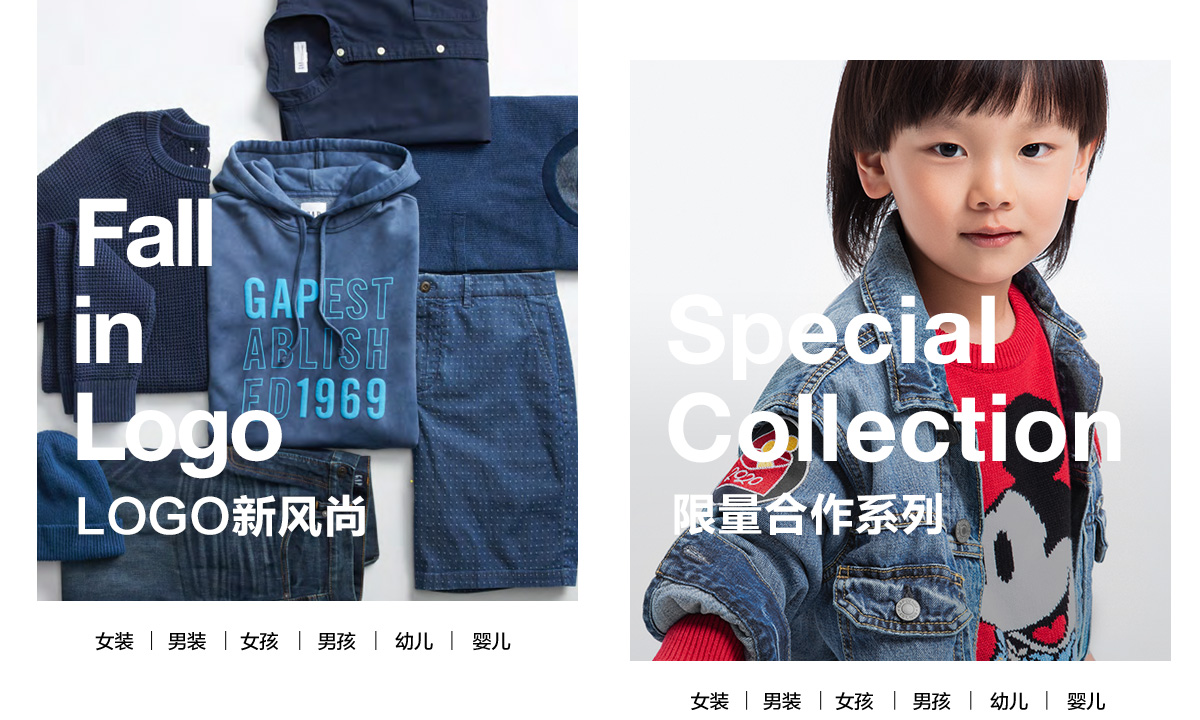 Fall
in
Logo
LOGO新风尚
GAPEST
ABLISH
ED1969
女装 | 男装 | 女孩 | 男孩 | 幼儿 | 婴儿
Special
Collection
限量合作系列
1920
女装 | 男装 | 女孩 | 男孩 | 幼儿 | 婴儿